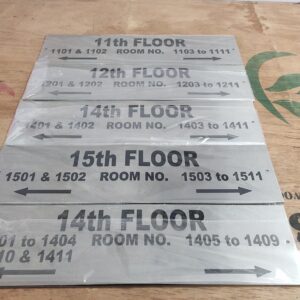 11th FLOOR
1101 & 1102 ROOM NO. 1103 to 1111
12th FLOOR
1201 & 1202 ROOM NO. 1203 to 1211
14th FLOOR
1401 & 1402 ROOM NO. 1403 to 1411
15th FLOOR
1501 & 1502 ROOM NO. 1503 to 1511
14th FLOOR
01 to 1404 ROOM NO. 1405 to 1409
10 & 1411